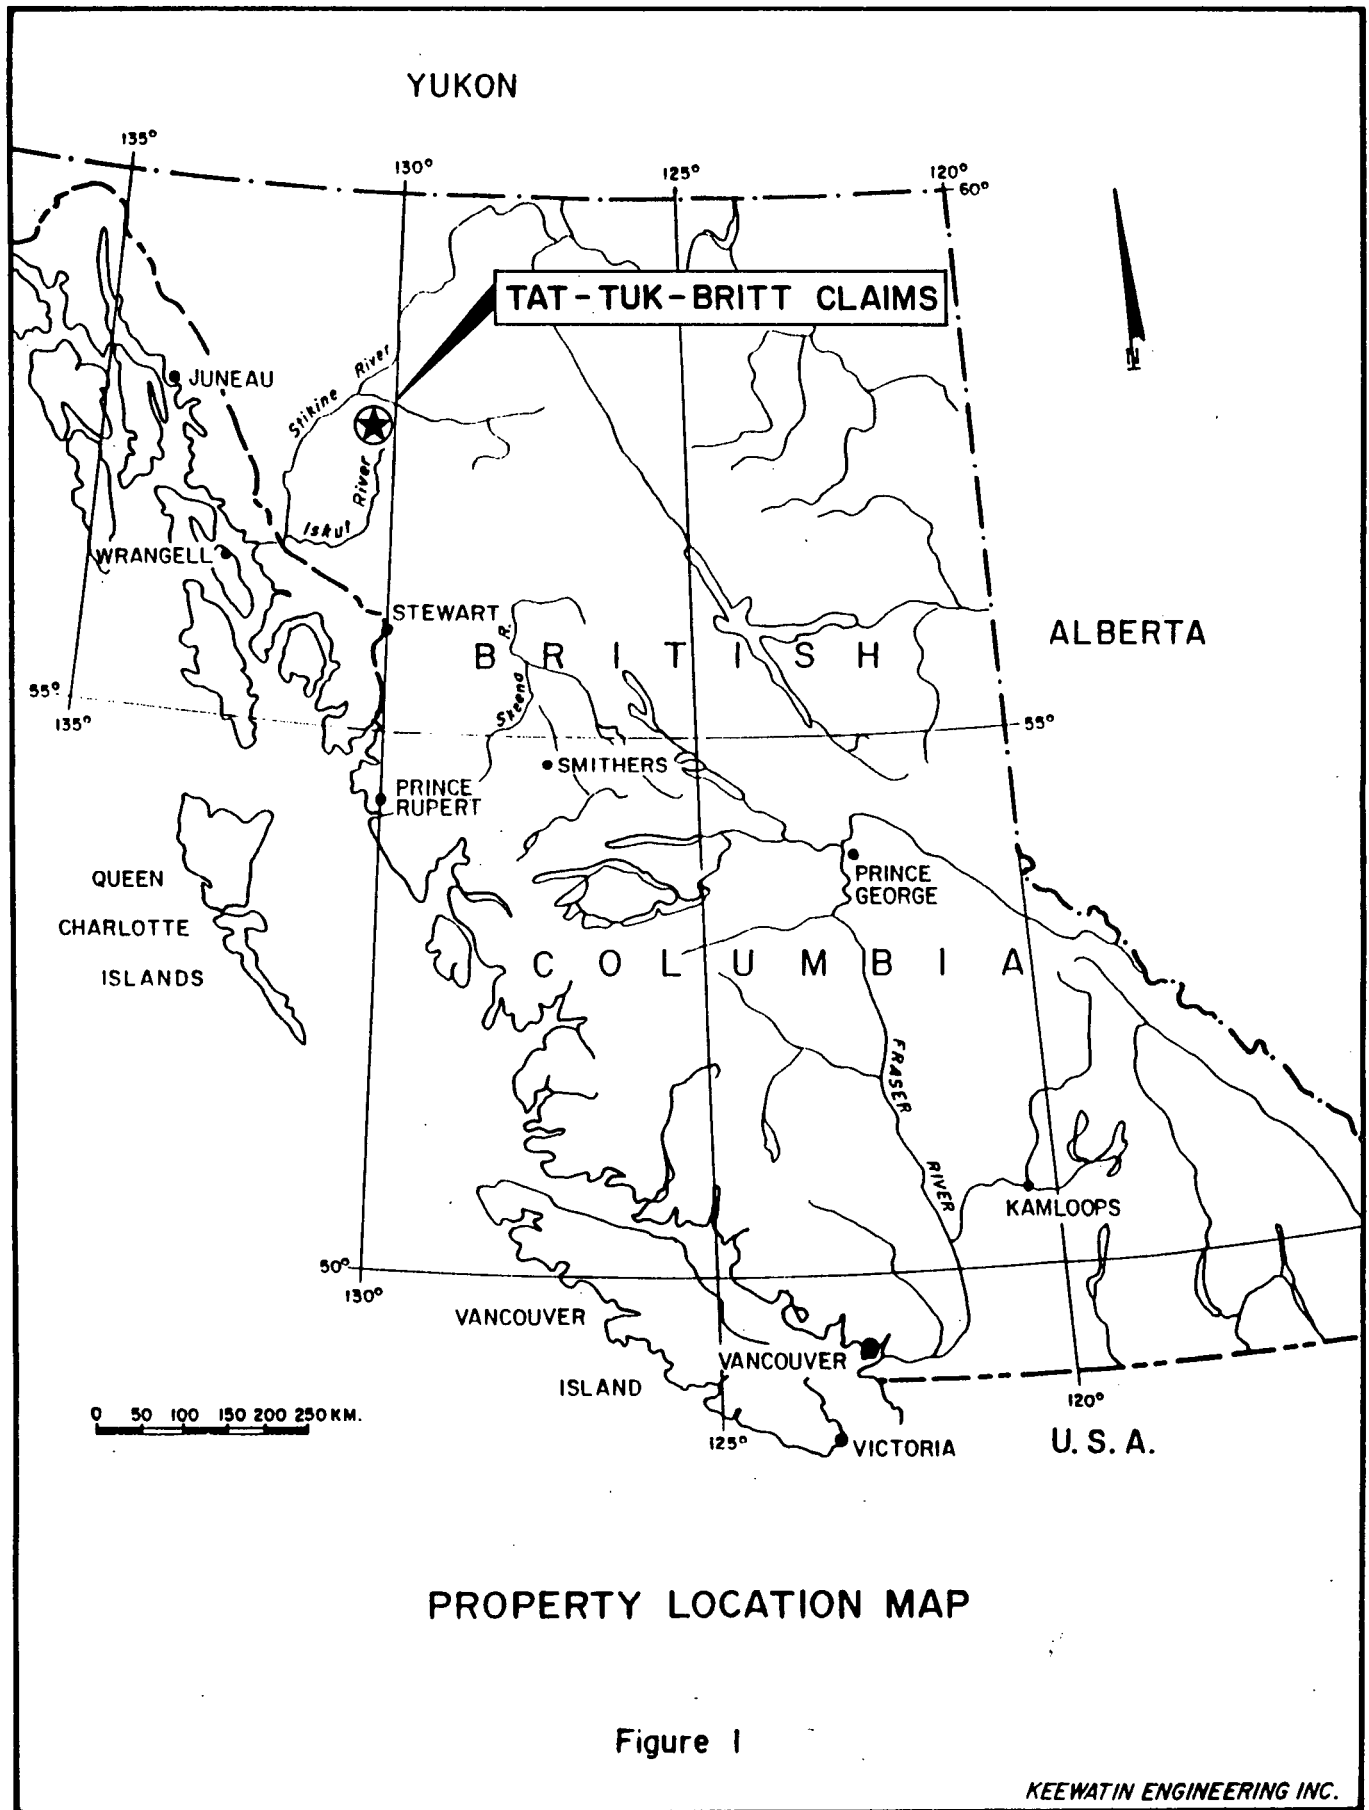 YUKON
135°
130°
125°
120°
60°
TAT-TUK-BRITT CLAIMS
N
JUNEAU
Stikine River
Iskut River
WRANGELL
STEWART
BRITISH
ALBERTA
R.
Skeena
55°
135°
55°
SMITHERS
PRINCE
RUPERT
PRINCE
GEORGE
QUEEN
CHARLOTTE
ISLANDS
COLUMBIA
FRASER
RIVER
KAMLOOPS
50°
130°
VANCOUVER
ISLAND
VANCOUVER
120°
0 50 100 150 200 250 KM.
125°
VICTORIA
U.S.A.
PROPERTY LOCATION MAP
Figure 1
KEEWATIN ENGINEERING INC.